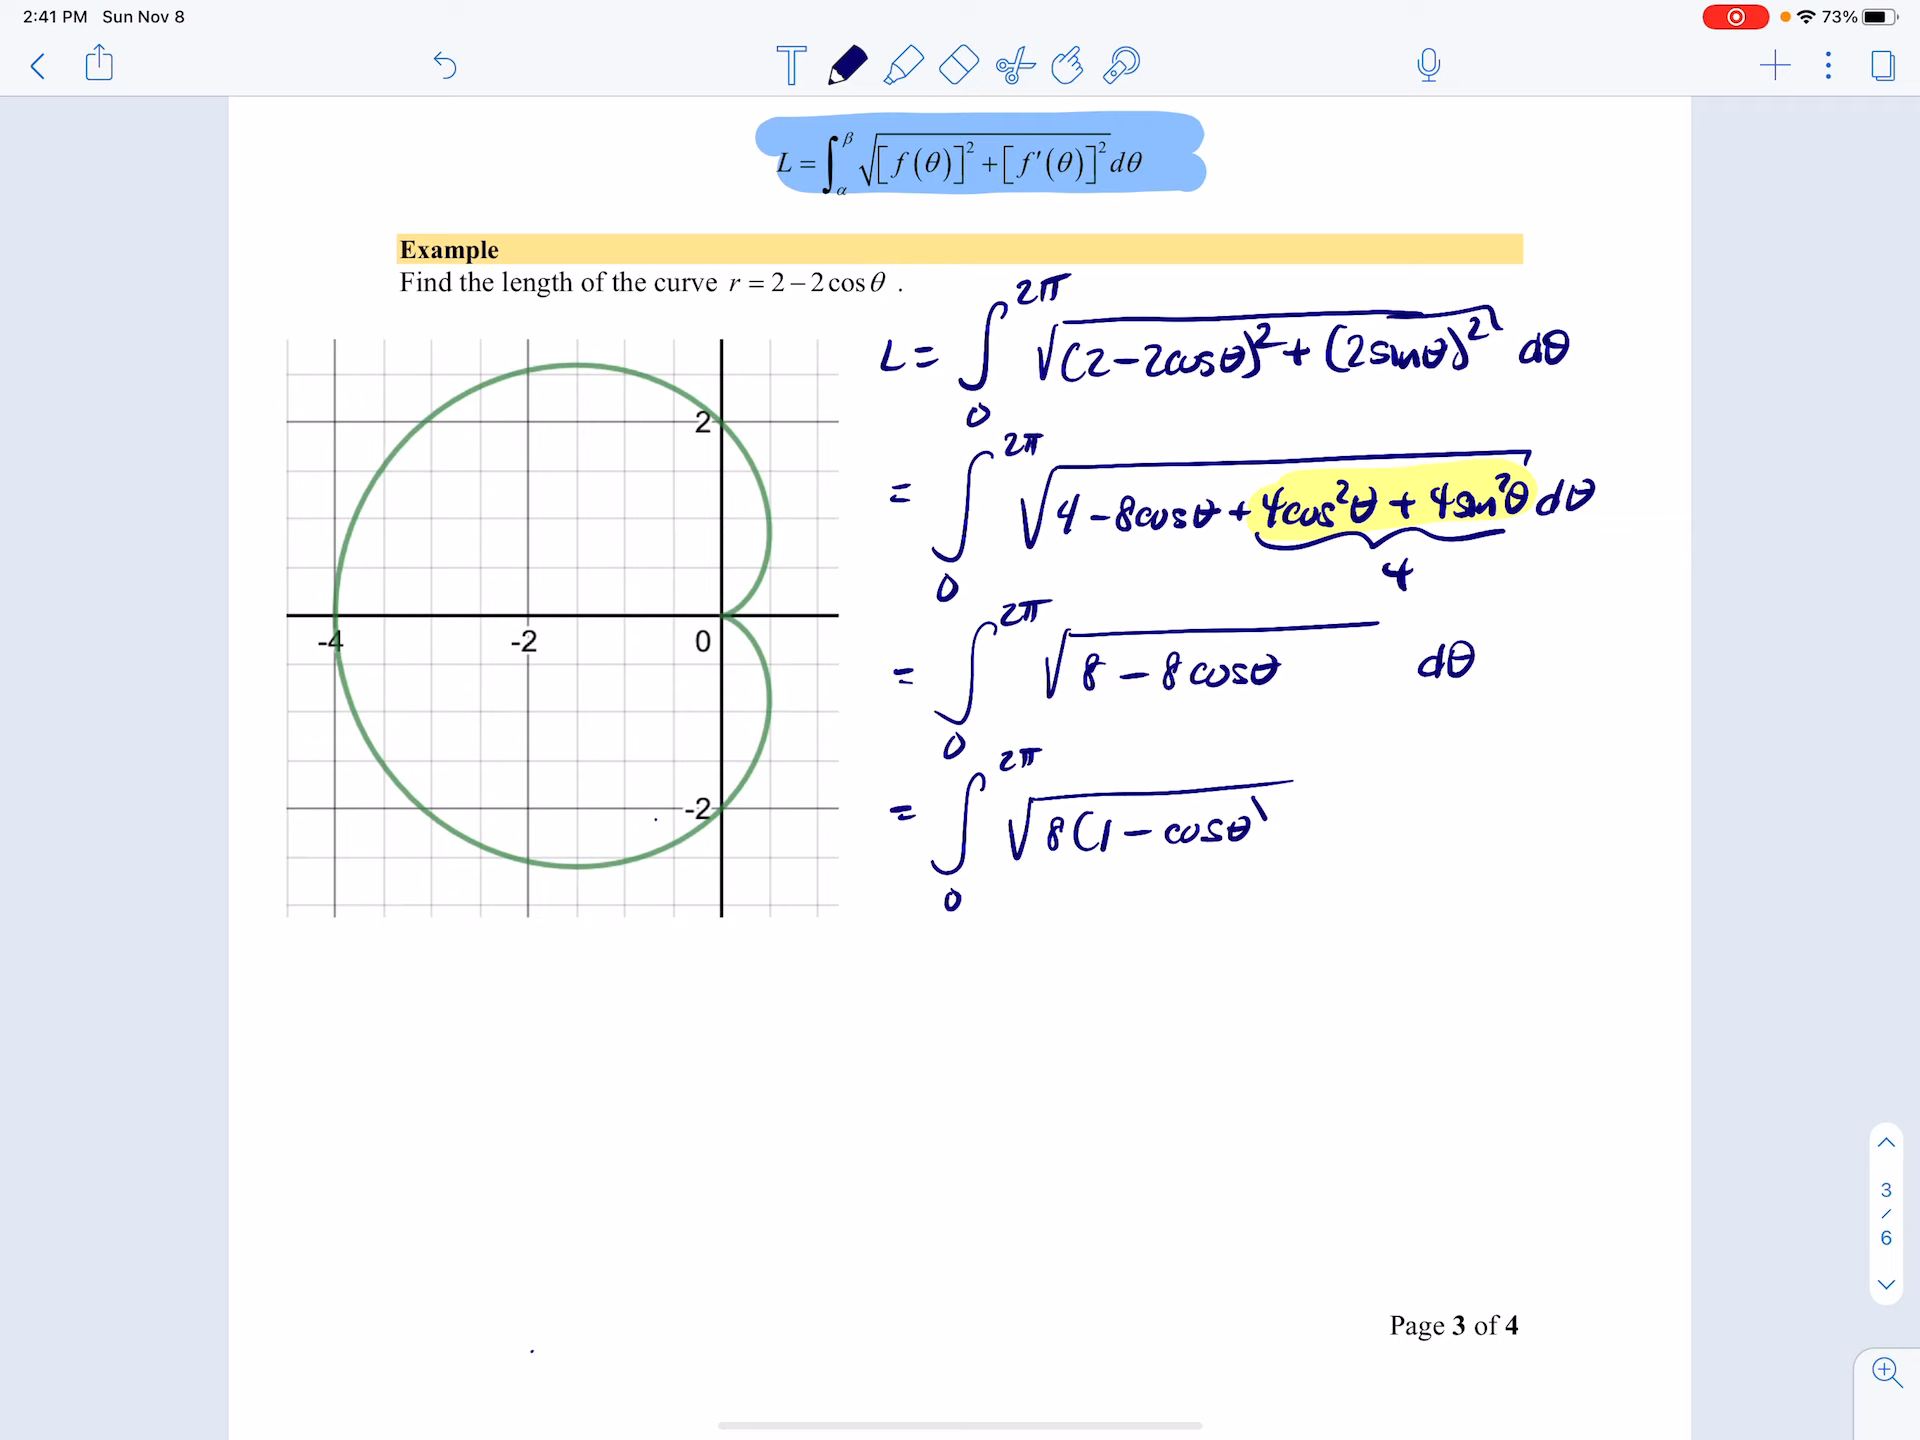 2:41 PM Sun Nov 8
73%
L = ∫_α^β √([f(θ)]² + [f'(θ)]²) dθ
Example
Find the length of the curve r = 2 – 2 cos θ .
L = ∫_0^2π √((2 – 2cosθ)² + (2sinθ)²) dθ
= ∫_0^2π √(4 – 8cosθ + 4cos²θ + 4sin²θ) dθ
4
= ∫_0^2π √(8 – 8cosθ) dθ
= ∫_0^2π √8(1 – cosθ)
2
-4 -2 0
-2
3
/
6
Page 3 of 4